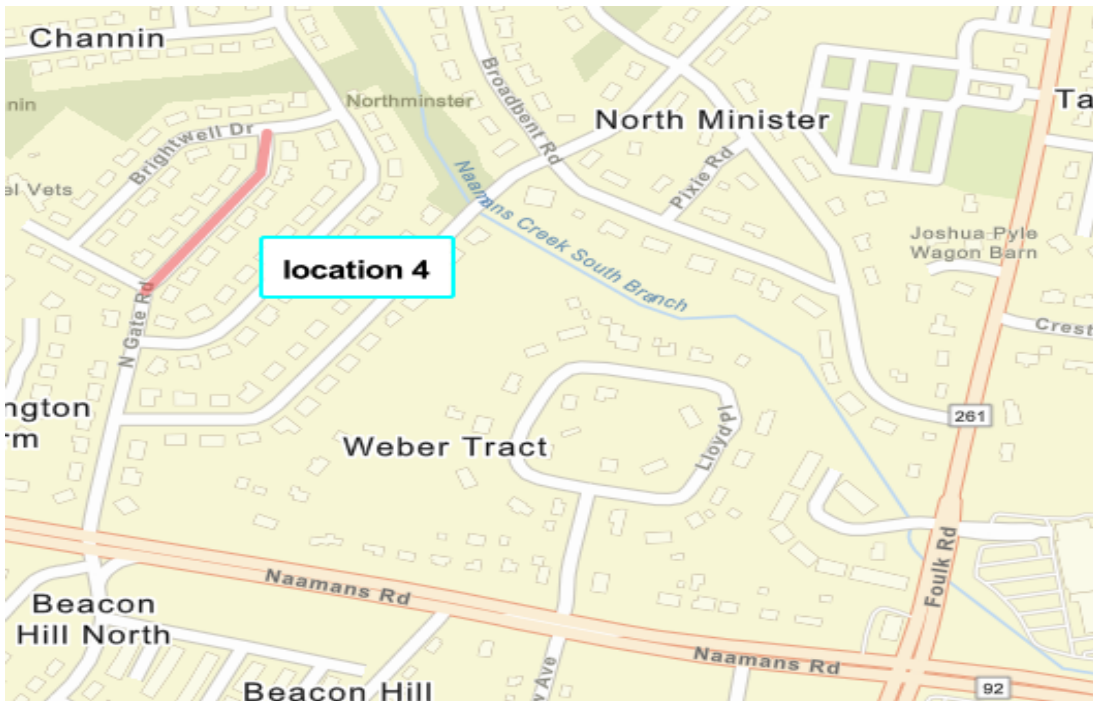 Channin
Northminster
Brightwell Dr
Broadbent Rd
North Minister
Pixie Rd
Naamans Creek South Branch
Joshua Pyle
Wagon Barn
location 4
N Gate Rd
261
Weber Tract
Lloyd Pl
Foulk Rd
Naamans Rd
Beacon
Hill North
Naamans Rd
92
Beacon Hill